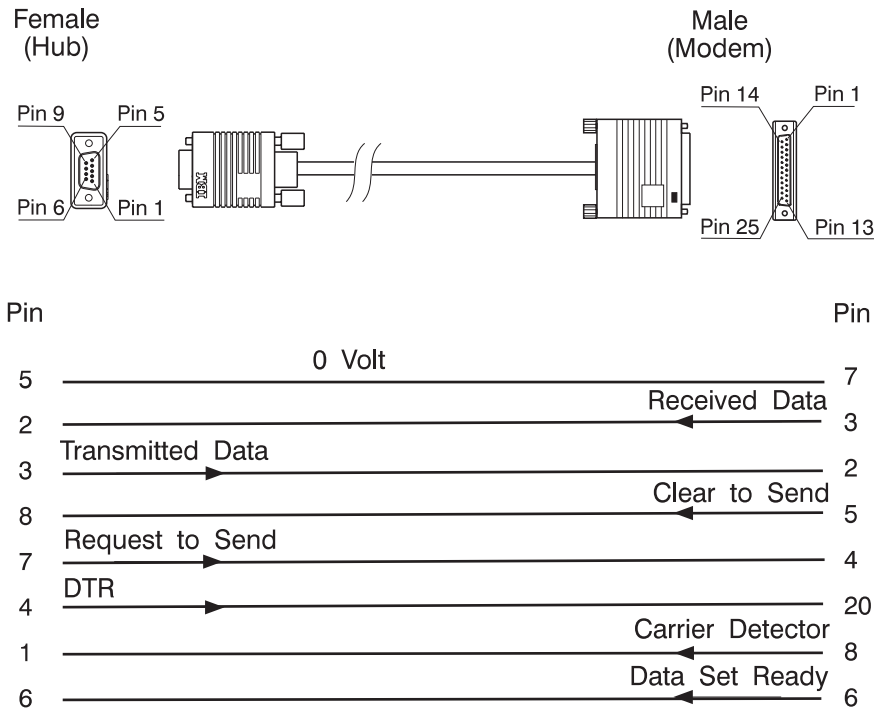 Female
(Hub)
Male
(Modem)
Pin 9
Pin 5
Pin 6
Pin 1
IBM
Pin 14
Pin 1
Pin 25
Pin 13
Pin
Pin
0 Volt
5
7
Received Data
2
3
Transmitted Data
3
2
Clear to Send
8
5
Request to Send
7
4
DTR
4
20
Carrier Detector
1
8
Data Set Ready
6
6